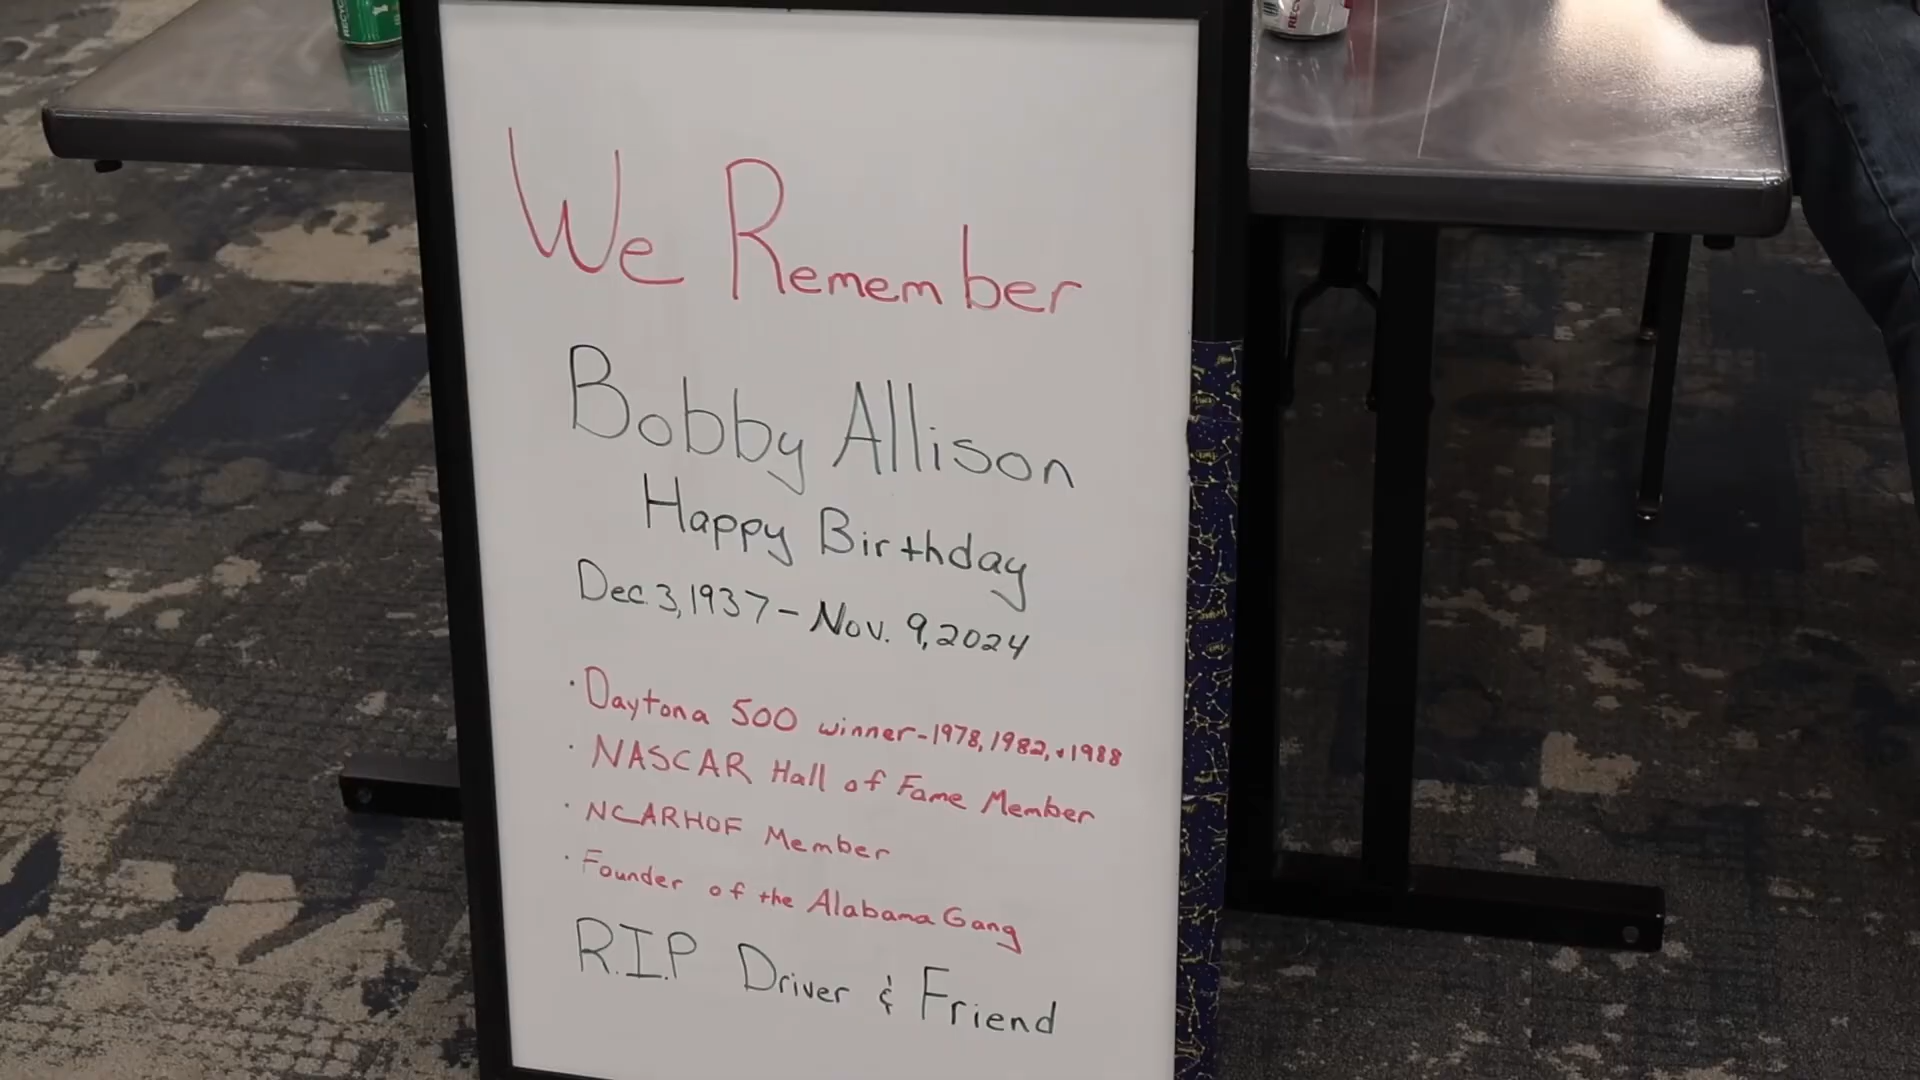 We Remember
Bobby Allison
Happy Birthday
Dec. 3, 1937 - Nov. 9, 2024
· Daytona 500 winner - 1978, 1982, + 1988
· NASCAR Hall of Fame Member
· NCARHOF Member
· Founder of the Alabama Gang
R.I.P Driver & Friend